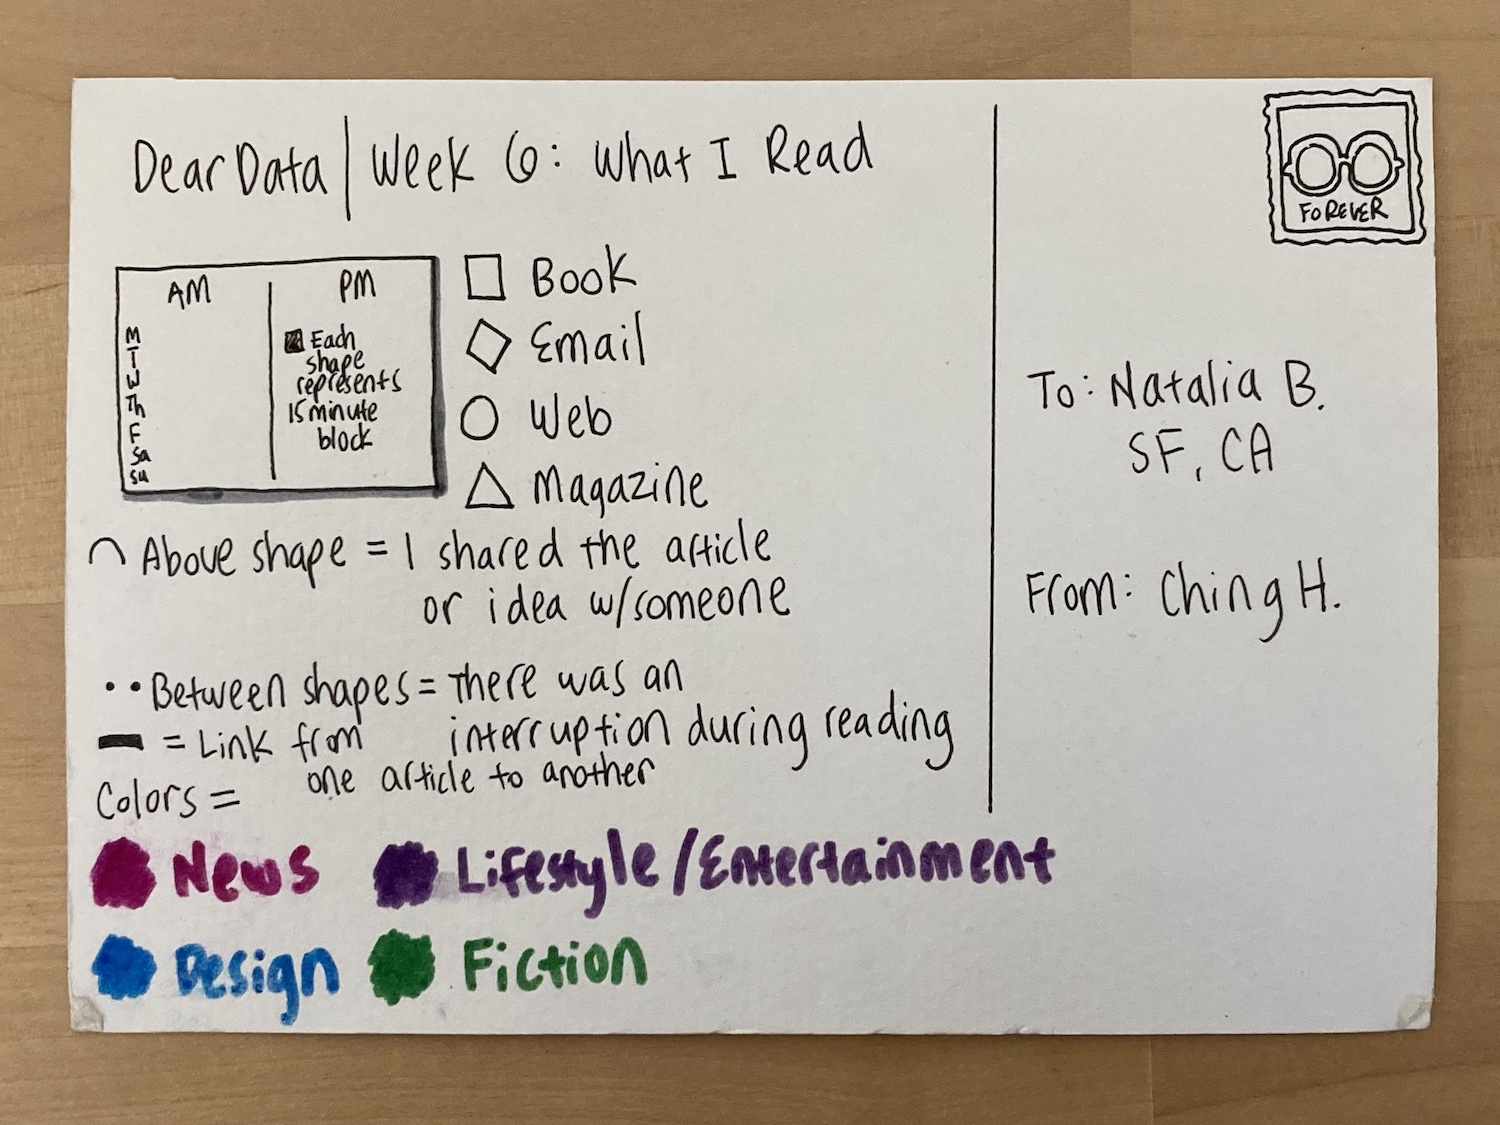 Dear Data | Week 6: What I Read
FOREVER
AM PM
M
T
W
Th
F
Sa
Su
Each
shape
represents
15 minute
block
Book
Email
Web
Magazine
Above shape = I shared the article
or idea w/someone
Between shapes = There was an
interruption during reading
= Link from
one article to another
Colors =
News Lifestyle/Entertainment
Design Fiction
To: Natalia B.
SF, CA
From: Ching H.